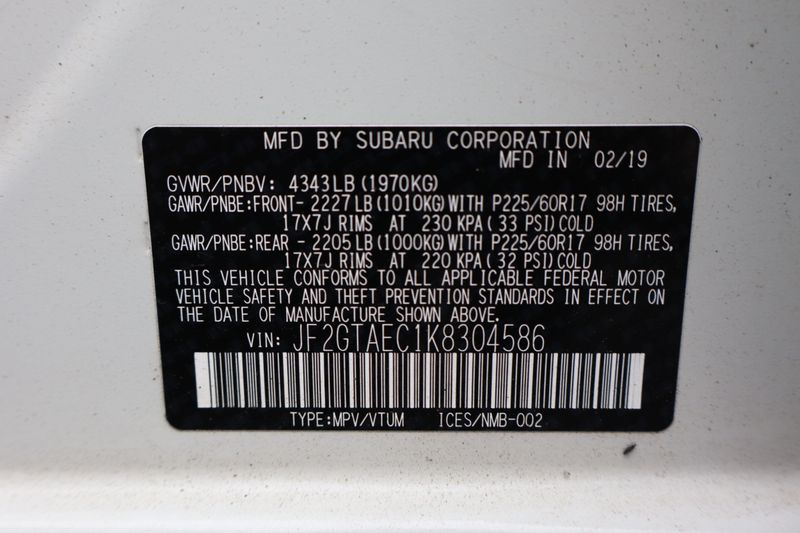 MFD BY SUBARU CORPORATION
MFD IN 02/19
GVWR/PNBV: 4343LB (1970KG)
GAWR/PNBE:FRONT- 2227LB (1010KG) WITH P225/60R17 98H TIRES,
17X7J RIMS AT 230 KPA (33 PSI) COLD
GAWR/PNBE:REAR - 2205LB (1000KG) WITH P225/60R17 98H TIRES,
17X7J RIMS AT 220 KPA (32 PSI) COLD
THIS VEHICLE CONFORMS TO ALL APPLICABLE FEDERAL MOTOR
VEHICLE SAFETY AND THEFT PREVENTION STANDARDS IN EFFECT ON
THE DATE OF MANUFACTURE SHOWN ABOVE.
VIN: JF2GTAEC1K8304586
TYPE:MPV/VTUM ICES/NMB-002